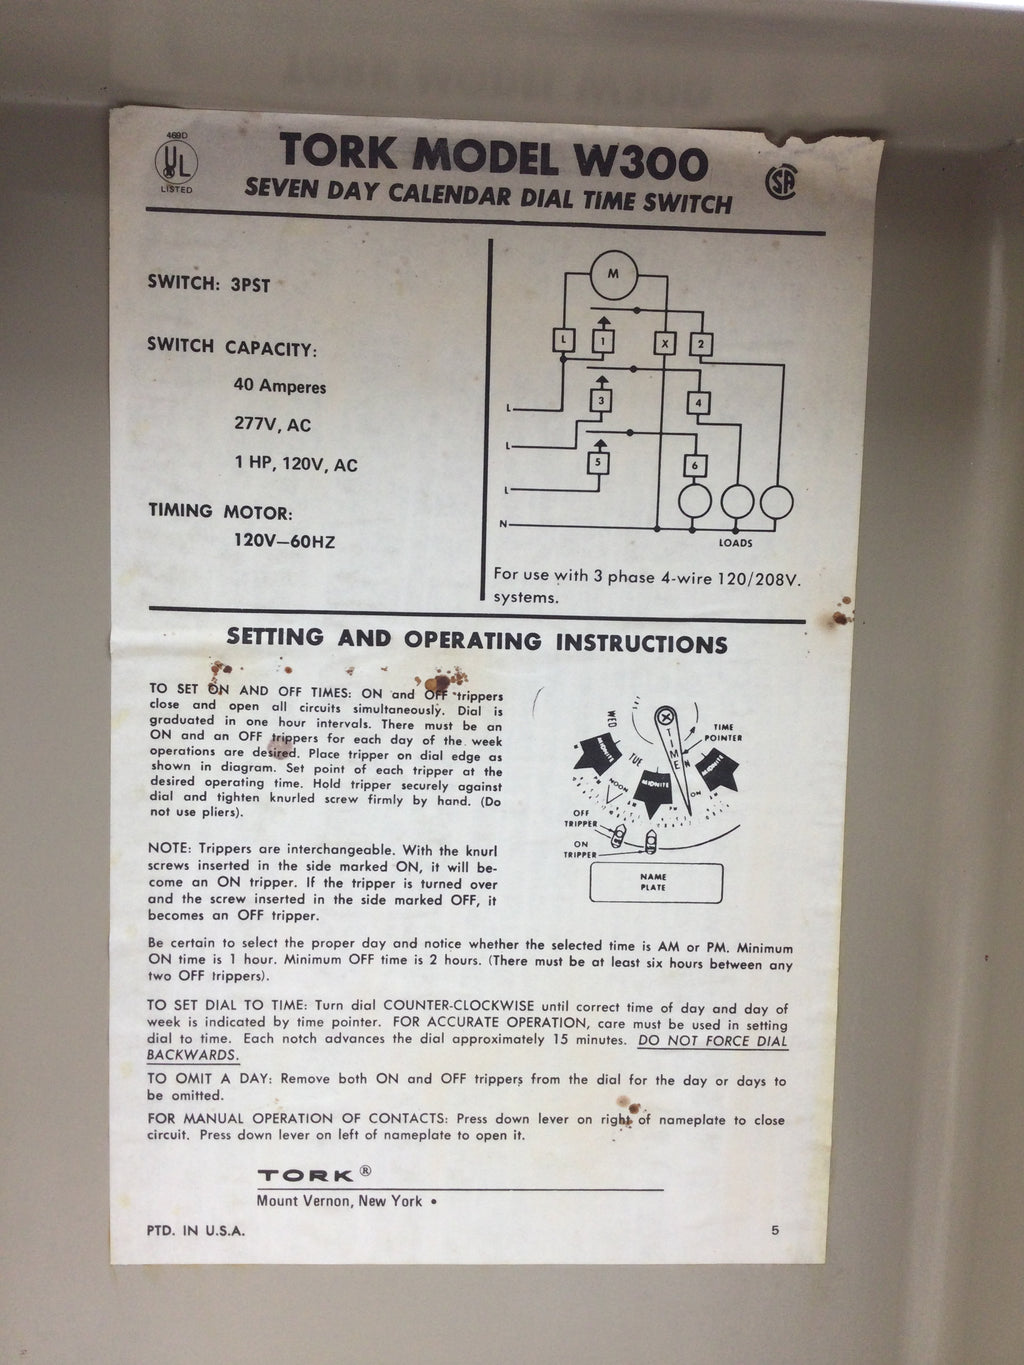 469D
UL
LISTED
TORK MODEL W300
SEVEN DAY CALENDAR DIAL TIME SWITCH
SA
SWITCH: 3PST
SWITCH CAPACITY:
40 Amperes
277V, AC
1 HP, 120V, AC
TIMING MOTOR:
120V—60HZ
M
L 1 X 2
3 4
L
L
5 6
L
N
LOADS
For use with 3 phase 4-wire 120/208V.
systems.
SETTING AND OPERATING INSTRUCTIONS
TO SET ON AND OFF TIMES: ON and OFF trippers
close and open all circuits simultaneously. Dial is
graduated in one hour intervals. There must be an
ON and an OFF trippers for each day of the week
operations are desired. Place tripper on dial edge as
shown in diagram. Set point of each tripper at the
desired operating time. Hold tripper securely against
dial and tighten knurled screw firmly by hand. (Do
not use pliers).
WED
TUE
TIME
TIME
POINTER
MIDNITE
MIDNITE
MIDNITE
NOON
OFF
TRIPPER
ON
TRIPPER
NAME
PLATE
NOTE: Trippers are interchangeable. With the knurl
screws inserted in the side marked ON, it will be-
come an ON tripper. If the tripper is turned over
and the screw inserted in the side marked OFF, it
becomes an OFF tripper.
Be certain to select the proper day and notice whether the selected time is AM or PM. Minimum
ON time is 1 hour. Minimum OFF time is 2 hours. (There must be at least six hours between any
two OFF trippers).
TO SET DIAL TO TIME: Turn dial COUNTER-CLOCKWISE until correct time of day and day of
week is indicated by time pointer. FOR ACCURATE OPERATION, care must be used in setting
dial to time. Each notch advances the dial approximately 15 minutes. DO NOT FORCE DIAL
BACKWARDS.
TO OMIT A DAY: Remove both ON and OFF trippers from the dial for the day or days to
be omitted.
FOR MANUAL OPERATION OF CONTACTS: Press down lever on right of nameplate to close
circuit. Press down lever on left of nameplate to open it.
TORK®
Mount Vernon, New York •
PTD. IN U.S.A.
5